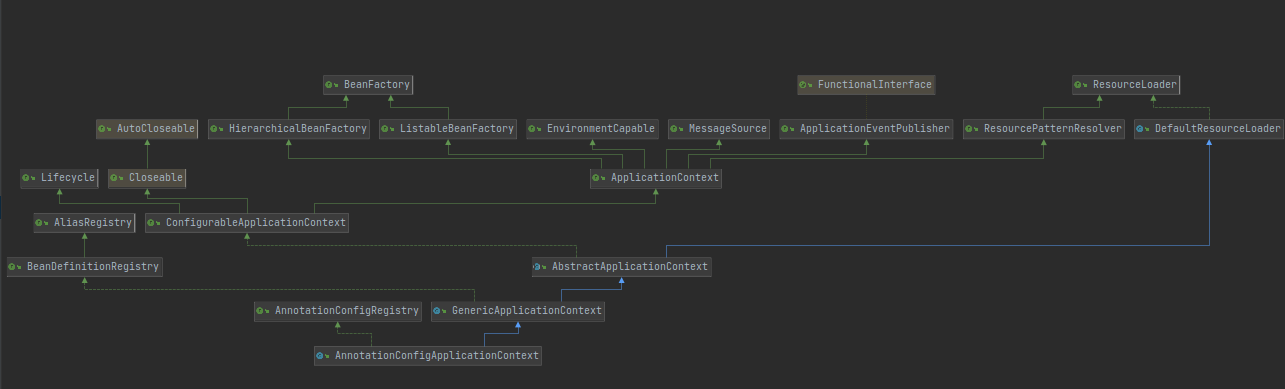 BeanFactory
FunctionalInterface
ResourceLoader
AutoCloseable
HierarchicalBeanFactory
ListableBeanFactory
EnvironmentCapable
MessageSource
ApplicationEventPublisher
ResourcePatternResolver
DefaultResourceLoader
Lifecycle
Closeable
ApplicationContext
AliasRegistry
ConfigurableApplicationContext
BeanDefinitionRegistry
AbstractApplicationContext
AnnotationConfigRegistry
GenericApplicationContext
AnnotationConfigApplicationContext